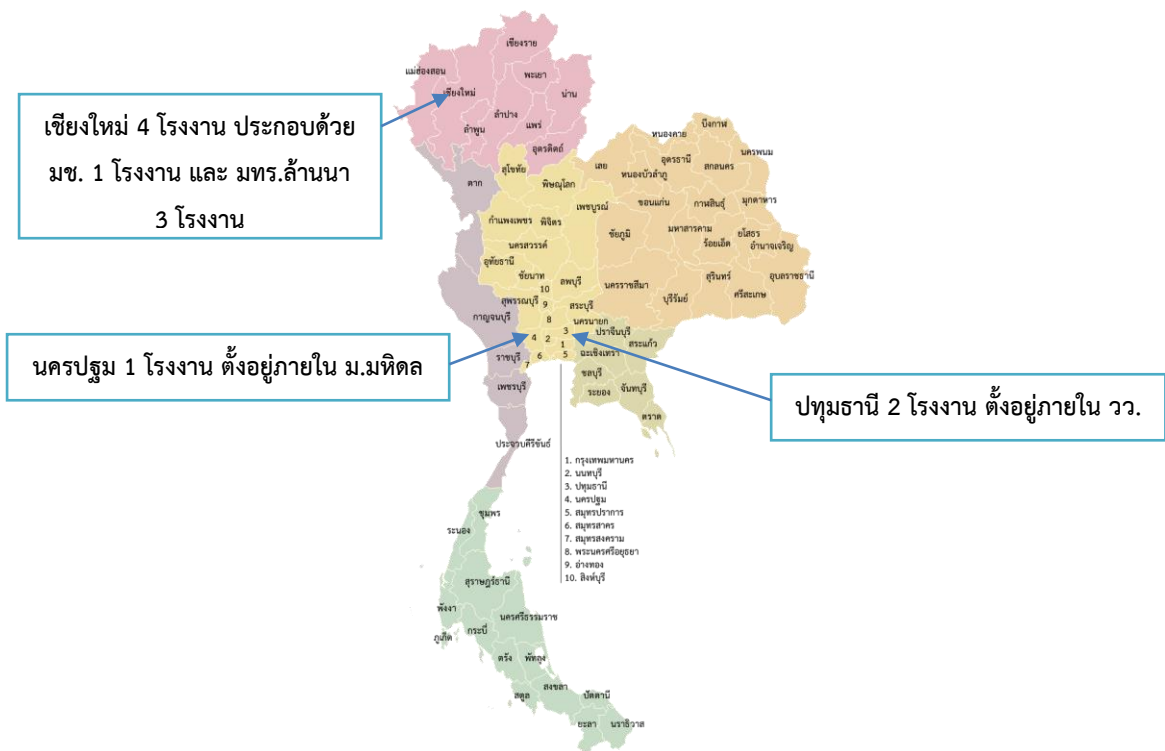 เชียงราย
แม่ฮ่องสอน
พะเยา
เชียงใหม่
น่าน
ลำปาง
ลำพูน
แพร่
อุตรดิตถ์
เชียงใหม่ 4 โรงงาน ประกอบด้วย
มช. 1 โรงงาน และ มทร.ล้านนา
3 โรงงาน
บึงกาฬ
หนองคาย
นครพนม
เลย
อุดรธานี
สกลนคร
หนองบัวลำภู
สุโขทัย
ตาก
พิษณุโลก
เพชรบูรณ์
ขอนแก่น
กาฬสินธุ์
มุกดาหาร
กำแพงเพชร
พิจิตร
ชัยภูมิ
มหาสารคาม
ร้อยเอ็ด
ยโสธร
อำนาจเจริญ
นครสวรรค์
อุทัยธานี
ชัยนาท
ลพบุรี
นครราชสีมา
บุรีรัมย์
สุรินทร์
ศรีสะเกษ
อุบลราชธานี
10
สุพรรณบุรี
9
สระบุรี
กาญจนบุรี
8
นครนายก
ปราจีนบุรี
สระแก้ว
4
2
3
1
5
6
7
ฉะเชิงเทรา
ราชบุรี
ชลบุรี
เพชรบุรี
ระยอง
จันทบุรี
ตราด
นครปฐม 1 โรงงาน ตั้งอยู่ภายใน ม.มหิดล
ปทุมธานี 2 โรงงาน ตั้งอยู่ภายใน วว.
ประจวบคีรีขันธ์
1. กรุงเทพมหานคร
2. นนทบุรี
3. ปทุมธานี
4. นครปฐม
5. สมุทรปราการ
6. สมุทรสาคร
7. สมุทรสงคราม
8. พระนครศรีอยุธยา
9. อ่างทอง
10. สิงห์บุรี
ชุมพร
ระนอง
สุราษฎร์ธานี
พังงา
นครศรีธรรมราช
กระบี่
ภูเก็ต
ตรัง
พัทลุง
สตูล
สงขลา
ปัตตานี
ยะลา
นราธิวาส